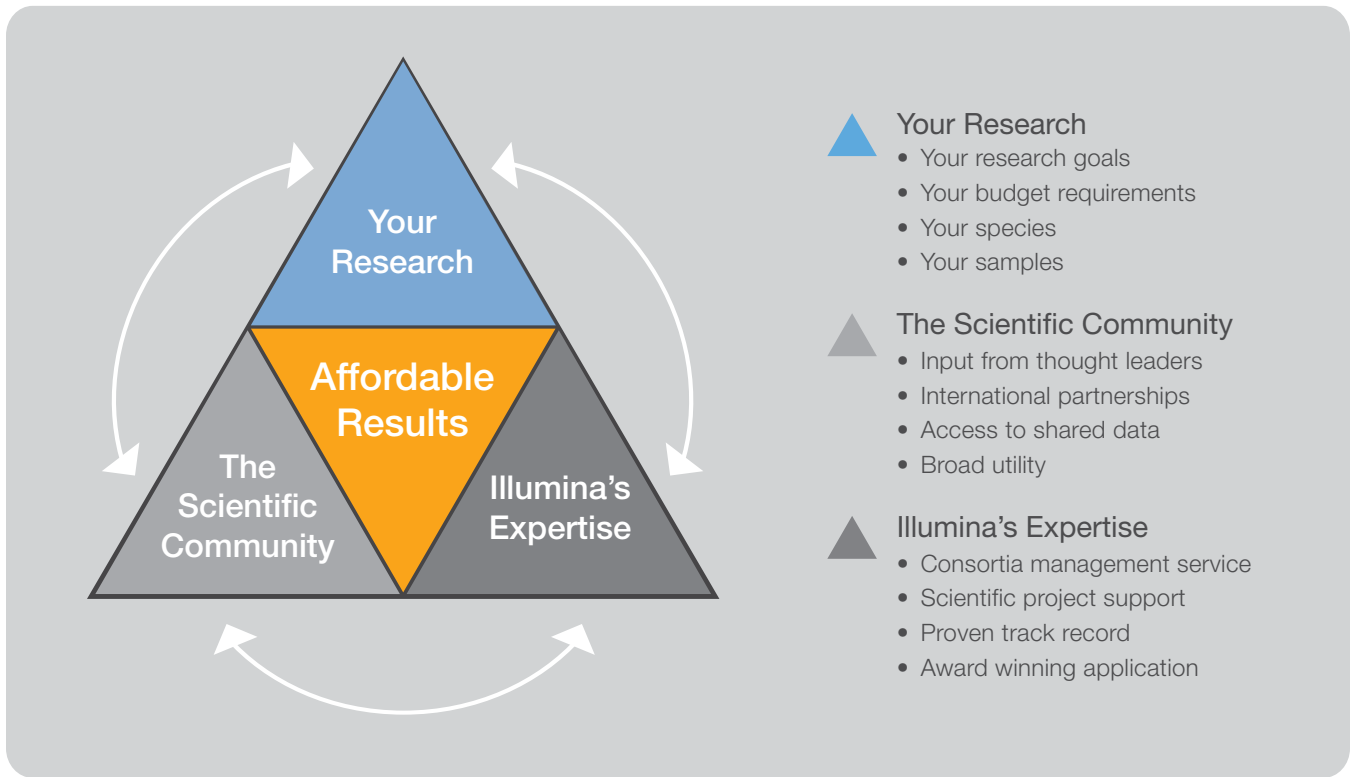 Your
Research
Affordable
Results
The
Scientific
Community
Illumina’s
Expertise
Your Research
• Your research goals
• Your budget requirements
• Your species
• Your samples
The Scientific Community
• Input from thought leaders
• International partnerships
• Access to shared data
• Broad utility
Illumina’s Expertise
• Consortia management service
• Scientific project support
• Proven track record
• Award winning application